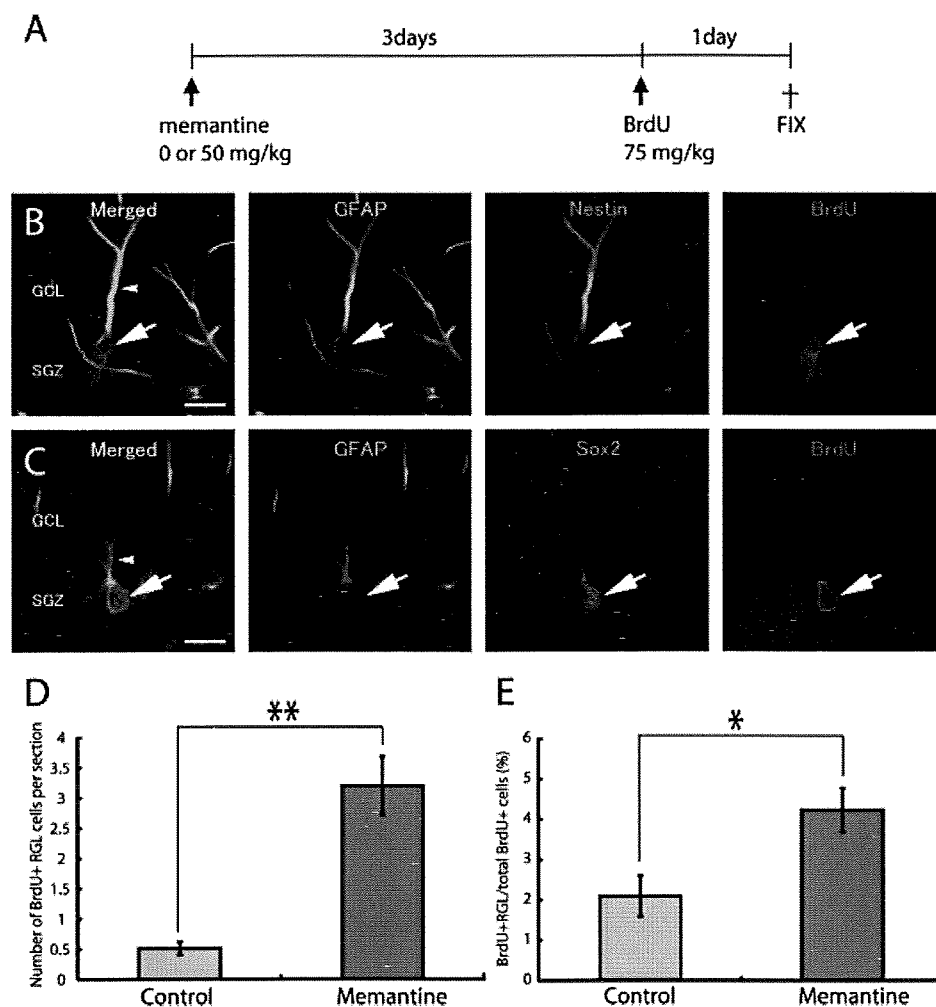 A
3days
1day
memantine
0 or 50 mg/kg
BrdU
75 mg/kg
FIX
B
Merged
GFAP
Nestin
BrdU
GCL
SGZ
C
Merged
GFAP
Sox2
BrdU
GCL
SGZ
D
**
Number of BrdU+ RGL cells per section
4
3.5
3
2.5
2
1.5
1
0.5
0
Control
Memantine
E
*
BrdU+RGL/total BrdU+ cells (%)
6
5
4
3
2
1
0
Control
Memantine